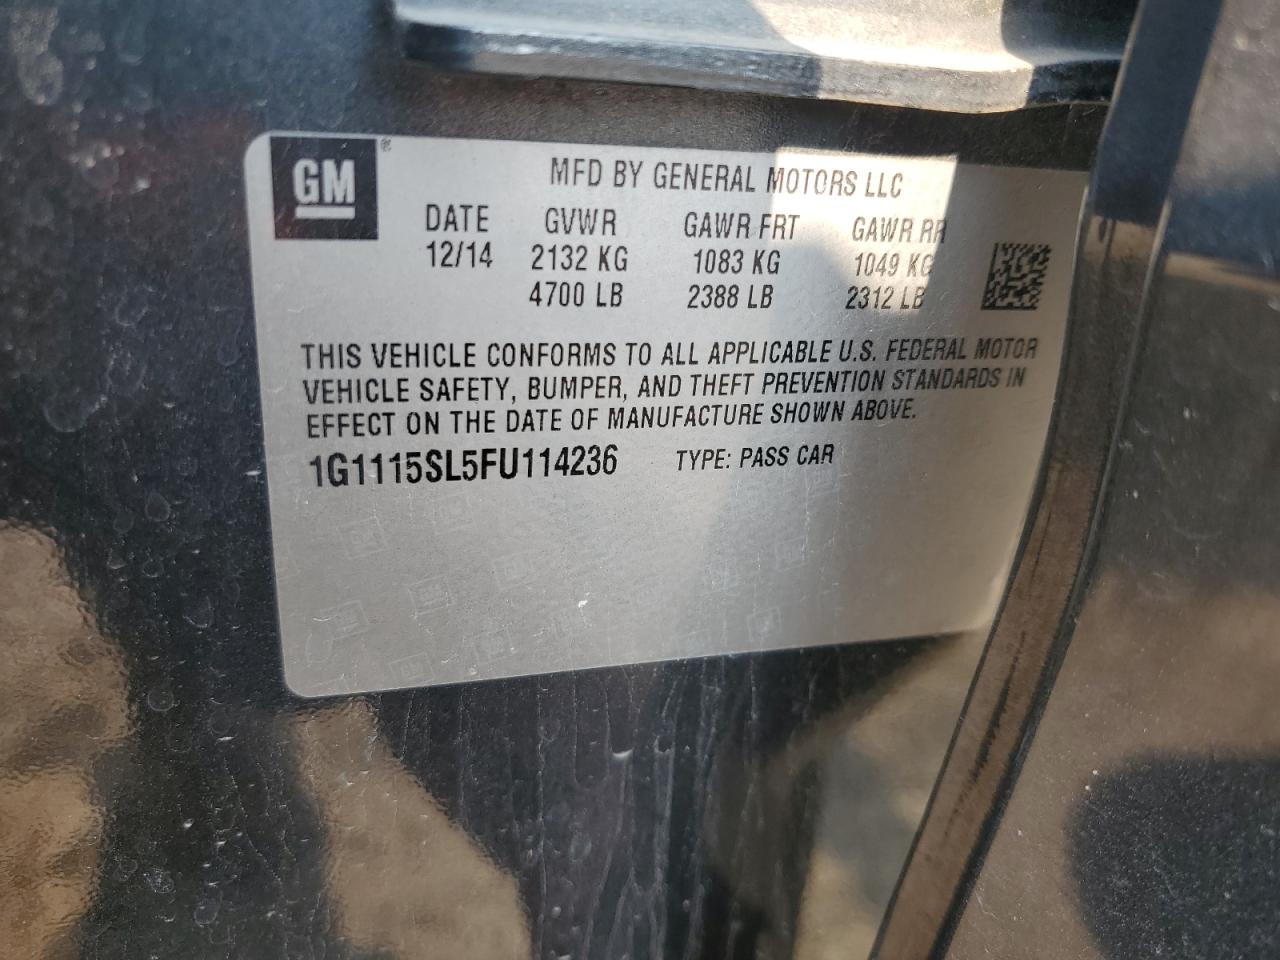 GM®
MFD BY GENERAL MOTORS LLC
DATE GVWR GAWR FRT GAWR RR
12/14 2132 KG 1083 KG 1049 KG
4700 LB 2388 LB 2312 LB
THIS VEHICLE CONFORMS TO ALL APPLICABLE U.S. FEDERAL MOTOR
VEHICLE SAFETY, BUMPER, AND THEFT PREVENTION STANDARDS IN
EFFECT ON THE DATE OF MANUFACTURE SHOWN ABOVE.
1G1115SL5FU114236 TYPE: PASS CAR